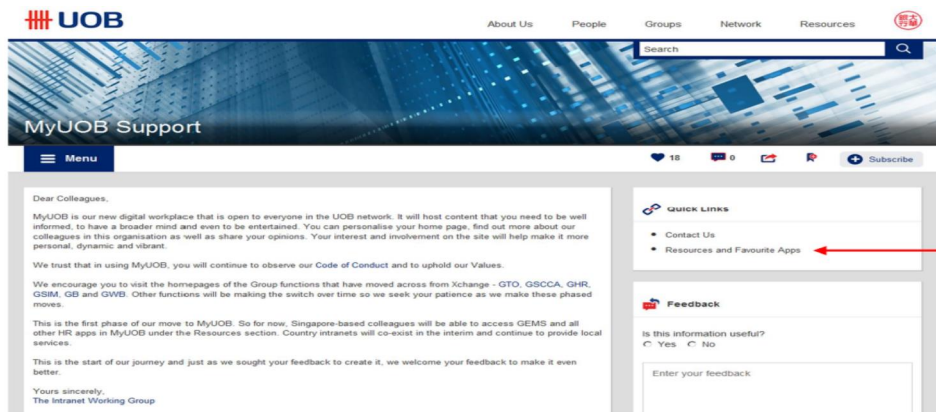 UOB
About Us People Groups Network Resources
Search
MyUOB Support
Menu
18 0 Subscribe
Dear Colleagues,
MyUOB is our new digital workplace that is open to everyone in the UOB network. It will host content that you need to be well
informed, to have a broader mind and even to be entertained. You can personalise your home page, find out more about our
colleagues in this organisation as well as share your opinions. Your interest and involvement on the site will help make it more
personal, dynamic and vibrant.
We trust that in using MyUOB, you will continue to observe our Code of Conduct and to uphold our Values.
We encourage you to visit the homepages of the Group functions that have moved across from Xchange - GTO, GSCCA, GHR,
GSIM, GB and GWB. Other functions will be making the switch over time so we seek your patience as we make these phased
moves.
This is the first phase of our move to MyUOB. So for now, Singapore-based colleagues will be able to access GEMS and all
other HR apps in MyUOB under the Resources section. Country intranets will co-exist in the interim and continue to provide local
services.
This is the start of our journey and just as we sought your feedback to create it, we welcome your feedback to make it even
better.
Yours sincerely,
The Intranet Working Group
Quick Links
Contact Us
Resources and Favourite Apps
Feedback
Is this information useful?
Yes No
Enter your feedback